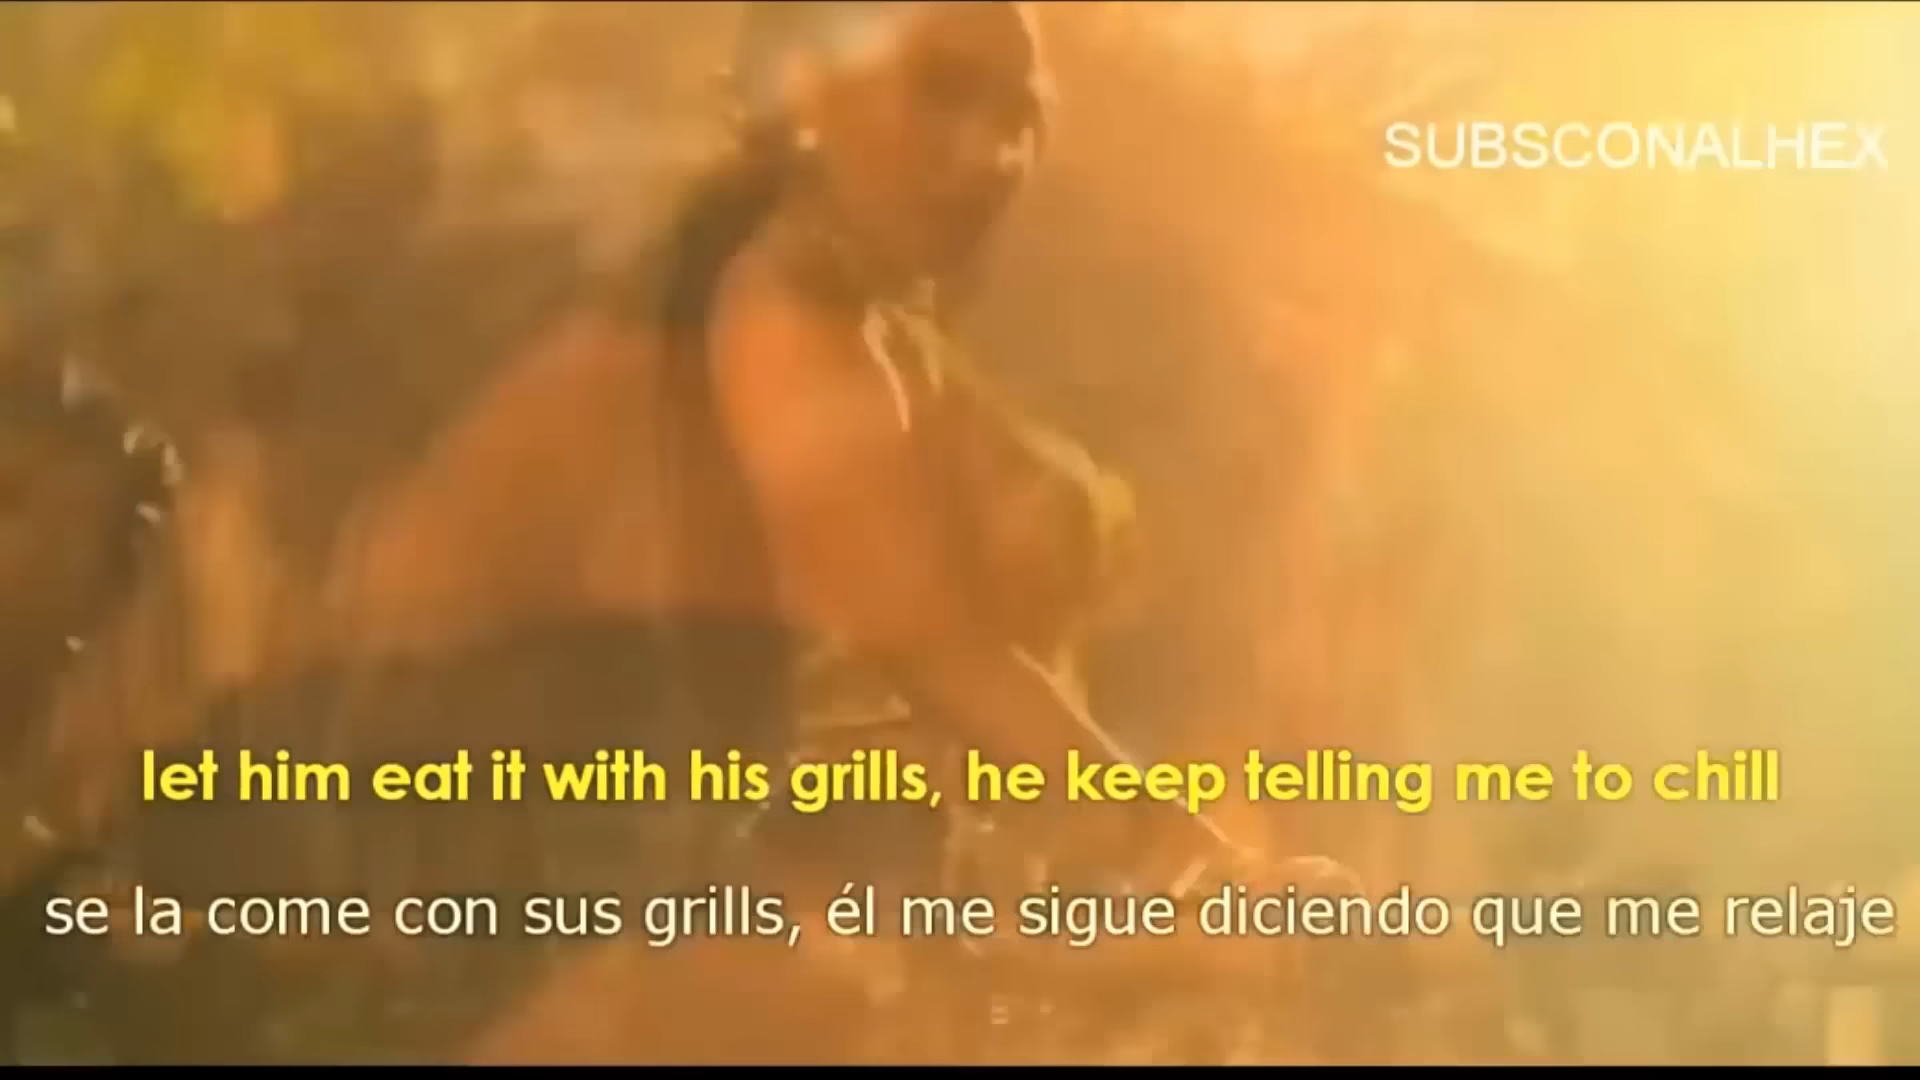 SUBSCONALHEX
let him eat it with his grills, he keep telling me to chill
se la come con sus grills, él me sigue diciendo que me relaje